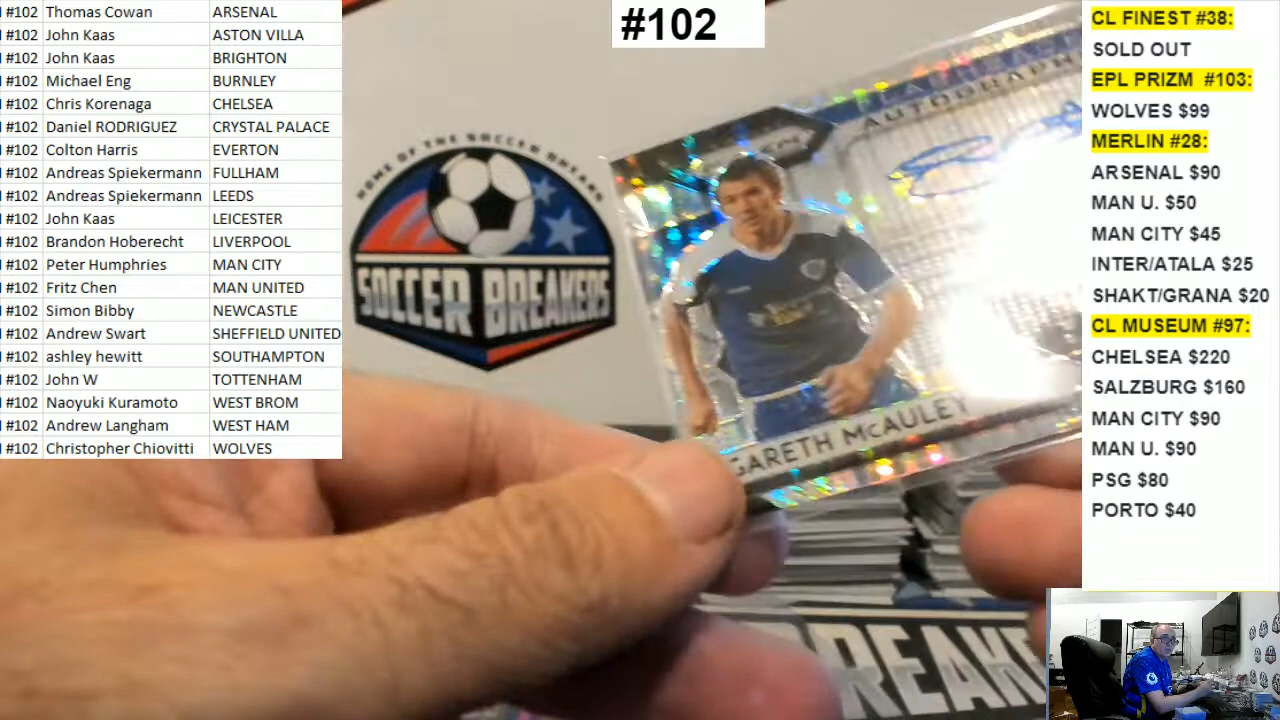 #102 Thomas Cowan ARSENAL
#102 John Kaas ASTON VILLA
#102 John Kaas BRIGHTON
#102 Michael Eng BURNLEY
#102 Chris Korenaga CHELSEA
#102 Daniel RODRIGUEZ CRYSTAL PALACE
#102 Colton Harris EVERTON
#102 Andreas Spiekermann FULLHAM
#102 Andreas Spiekermann LEEDS
#102 John Kaas LEICESTER
#102 Brandon Hoberecht LIVERPOOL
#102 Peter Humphries MAN CITY
#102 Fritz Chen MAN UNITED
#102 Simon Bibby NEWCASTLE
#102 Andrew Swart SHEFFIELD UNITED
#102 ashley hewitt SOUTHAMPTON
#102 John W TOTTENHAM
#102 Naoyuki Kuramoto WEST BROM
#102 Andrew Langham WEST HAM
#102 Christopher Chiovitti WOLVES
#102
HOME OF THE SOCCER BREAKS
SOCCER BREAKERS
GARETH McAULEY
BREAKE
CL FINEST #38:
SOLD OUT
EPL PRIZM #103:
WOLVES $99
MERLIN #28:
ARSENAL $90
MAN U. $50
MAN CITY $45
INTER/ATALA $25
SHAKT/GRANA $20
CL MUSEUM #97:
CHELSEA $220
SALZBURG $160
MAN CITY $90
MAN U. $90
PSG $80
PORTO $40